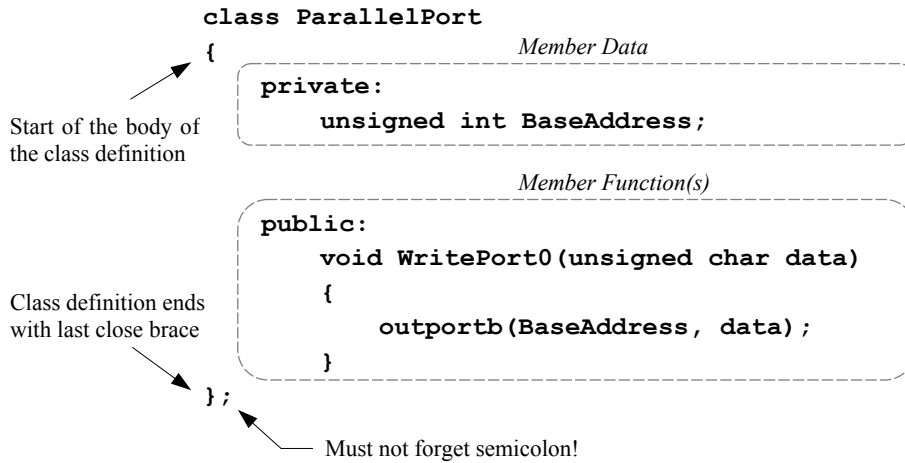 class ParallelPort
{
Member Data
private:
unsigned int BaseAddress;
Start of the body of
the class definition
Member Function(s)
public:
void WritePort0(unsigned char data)
{
outportb(BaseAddress, data);
}
Class definition ends
with last close brace
};
Must not forget semicolon!